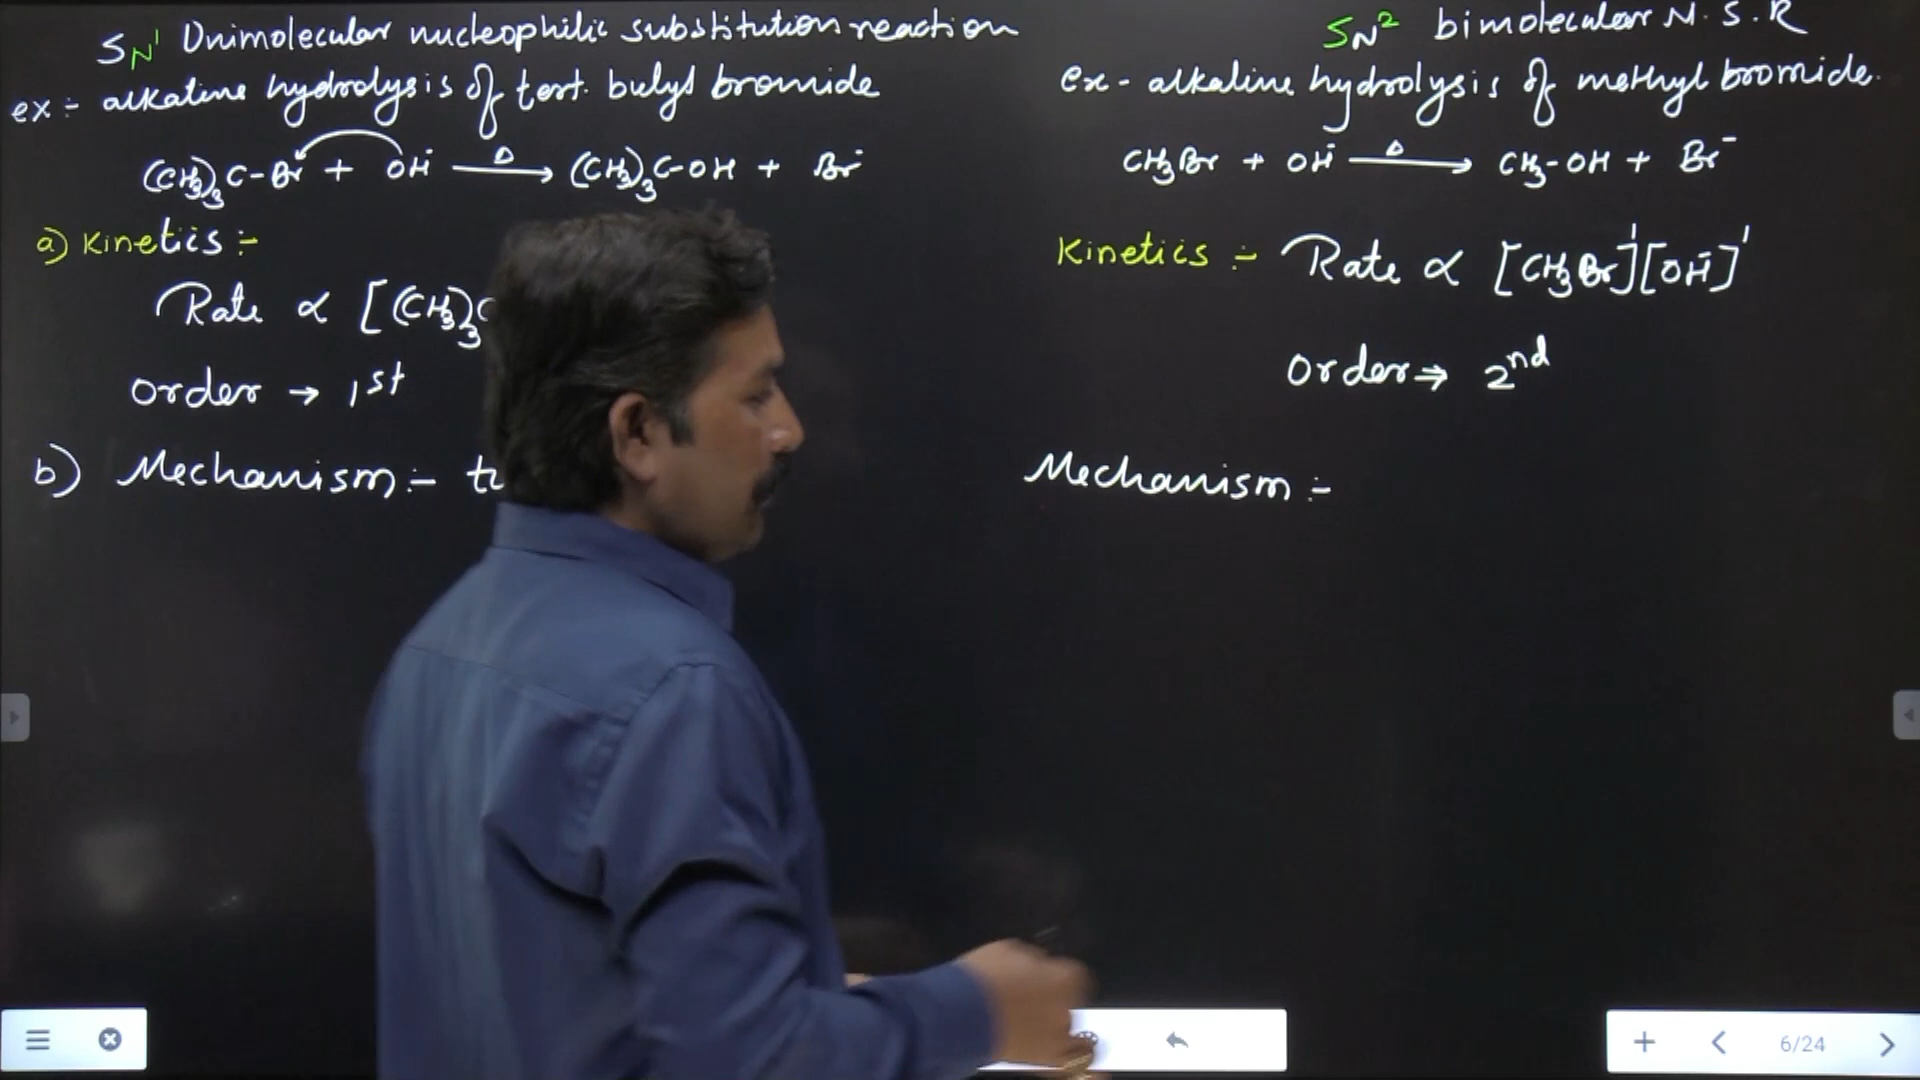 SN¹ Unimolecular nucleophilic substitution reaction
ex :- alkaline hydrolysis of tert. butyl bromide
(CH₃)₃C-Br + OH⁻ —Δ→ (CH₃)₃C-OH + Br⁻
a) Kinetics :-
Rate ∝ [(CH₃)₃C
Order → 1st
b) Mechanism :-
SN² bimolecular N.S.R
ex - alkaline hydrolysis of methyl bromide.
CH₃Br + OH⁻ —Δ→ CH₃-OH + Br⁻
Kinetics :- Rate ∝ [CH₃Br]¹[OH⁻]¹
Order ⇒ 2nd
Mechanism :-
6/24